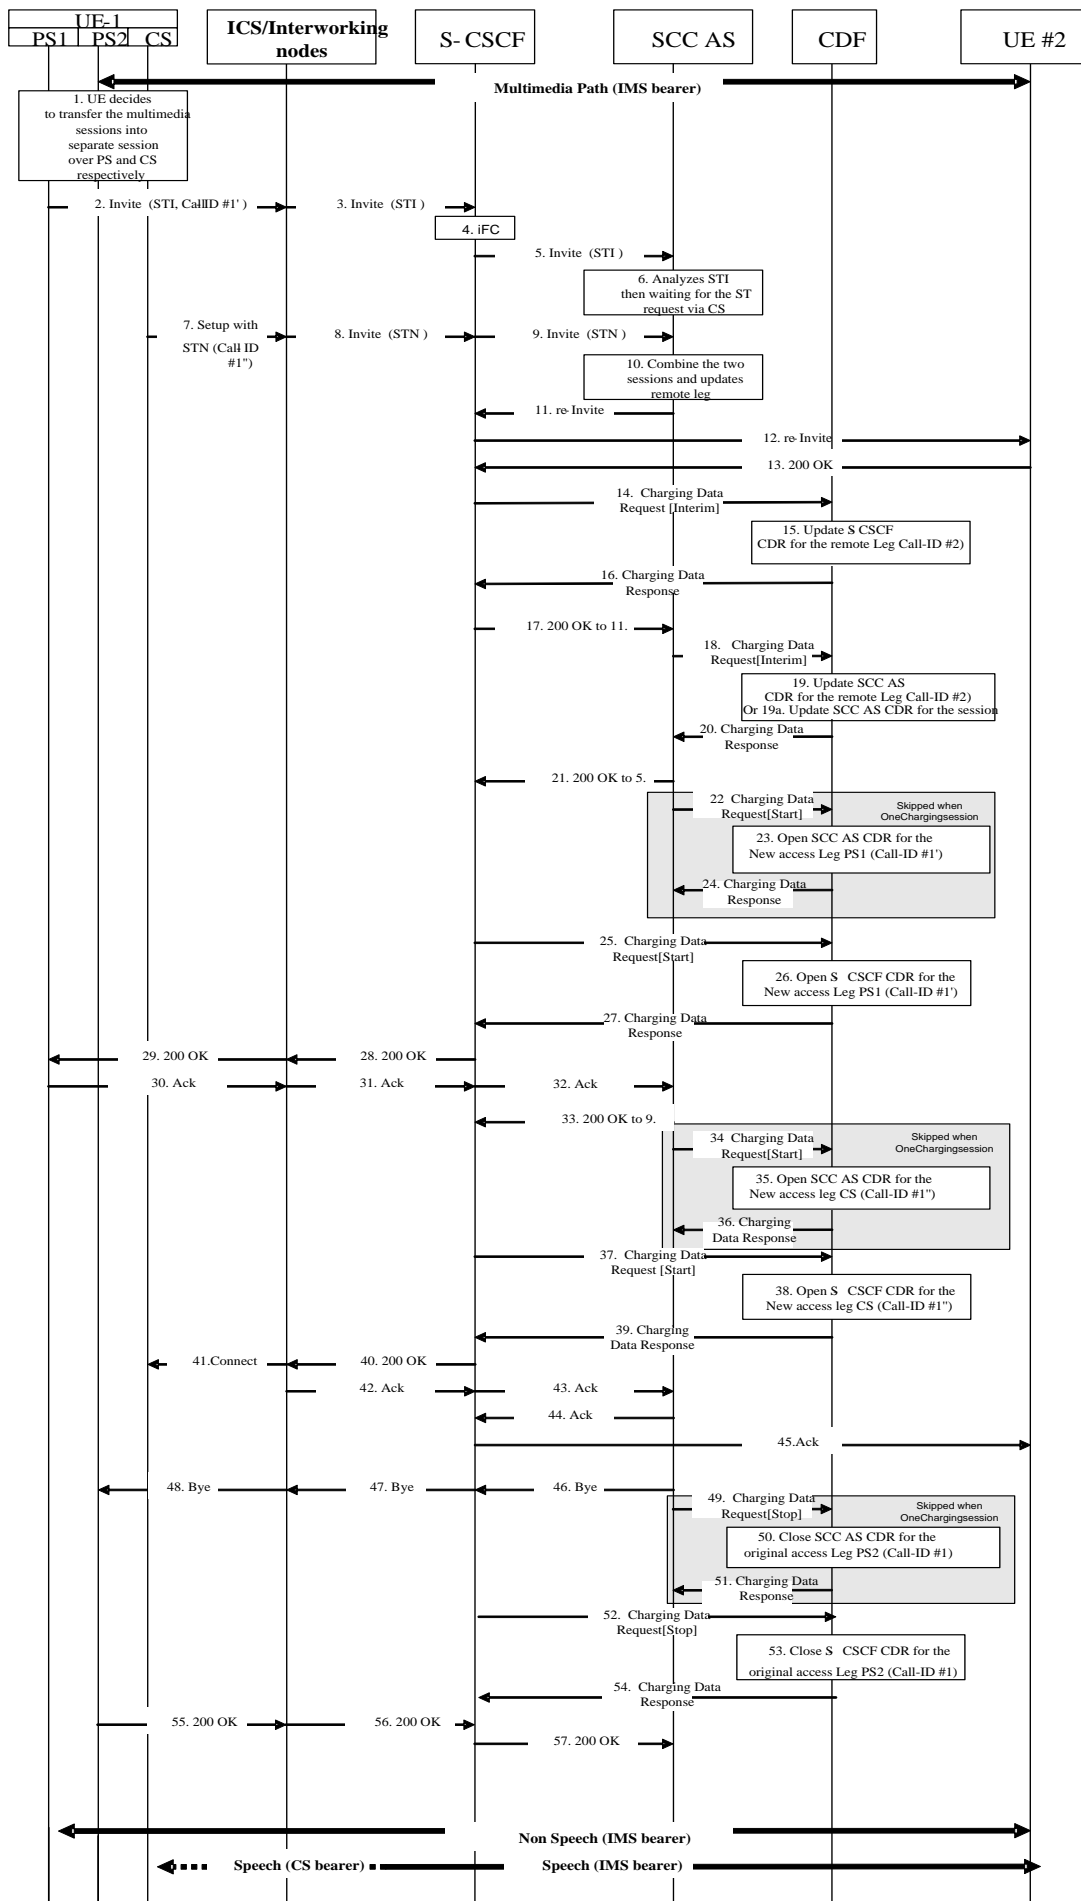 UE-1
PS1 PS2 CS
ICS/Interworking
nodes
S- CSCF
SCC AS
CDF
UE #2
Multimedia Path (IMS bearer)
1. UE decides
to transfer the multimedia
sessions into
separate session
over PS and CS
respectively
2. Invite (STI, Call-ID #1' )
3. Invite (STI )
4. iFC
5. Invite (STI )
6. Analyzes STI
then waiting for the ST
request via CS
7. Setup with
STN (Call-ID
#1")
8. Invite (STN )
9. Invite (STN )
10. Combine the two
sessions and updates
remote leg
11. re-Invite
12. re-Invite
13. 200 OK
14. Charging Data
Request [Interim]
15. Update S CSCF
CDR for the remote Leg Call-ID #2)
16. Charging Data
Response
17. 200 OK to 11.
18. Charging Data
Request[Interim]
19. Update SCC AS
CDR for the remote Leg Call-ID #2)
Or 19a. Update SCC AS CDR for the session
20. Charging Data
Response
21. 200 OK to 5.
22 Charging Data
Request[Start]
Skipped when
OneChargingsession
23. Open SCC AS CDR for the
New access Leg PS1 (Call-ID #1')
24. Charging Data
Response
25. Charging Data
Request[Start]
26. Open S CSCF CDR for the
New access Leg PS1 (Call-ID #1')
27. Charging Data
Response
29. 200 OK
28. 200 OK
30. Ack
31. Ack
32. Ack
33. 200 OK to 9.
34 Charging Data
Request[Start]
Skipped when
OneChargingsession
35. Open SCC AS CDR for the
New access leg CS (Call-ID #1")
36. Charging
Data Response
37. Charging Data
Request [Start]
38. Open S CSCF CDR for the
New access leg CS (Call-ID #1")
39. Charging
Data Response
41.Connect
40. 200 OK
42. Ack
43. Ack
44. Ack
45.Ack
48. Bye
47. Bye
46. Bye
49. Charging Data
Request[Stop]
Skipped when
OneChargingsession
50. Close SCC AS CDR for the
original access Leg PS2 (Call-ID #1)
51. Charging Data
Response
52. Charging Data
Request[Stop]
53. Close S CSCF CDR for the
original access Leg PS2 (Call-ID #1)
54. Charging Data
Response
55. 200 OK
56. 200 OK
57. 200 OK
Non Speech (IMS bearer)
Speech (CS bearer)
Speech (IMS bearer)